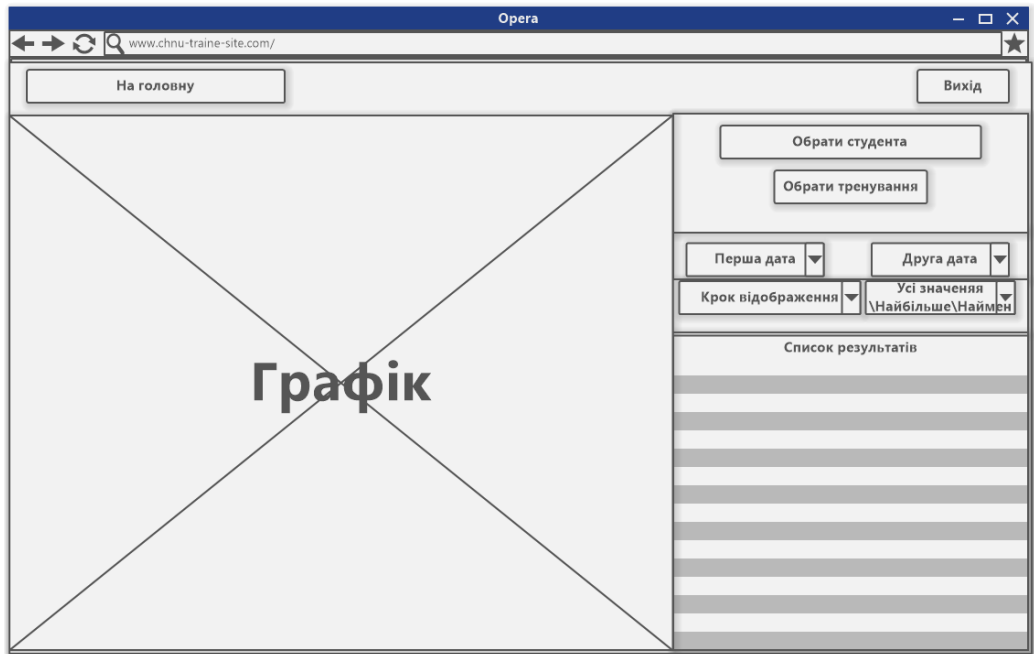 Opera
www.chnu-traine-site.com/
На головну
Вихід
Обрати студента
Обрати тренування
Перша дата
Друга дата
Крок відображення
Усі значеняя
\Найбільше\Наймен
Графік
Список результатів